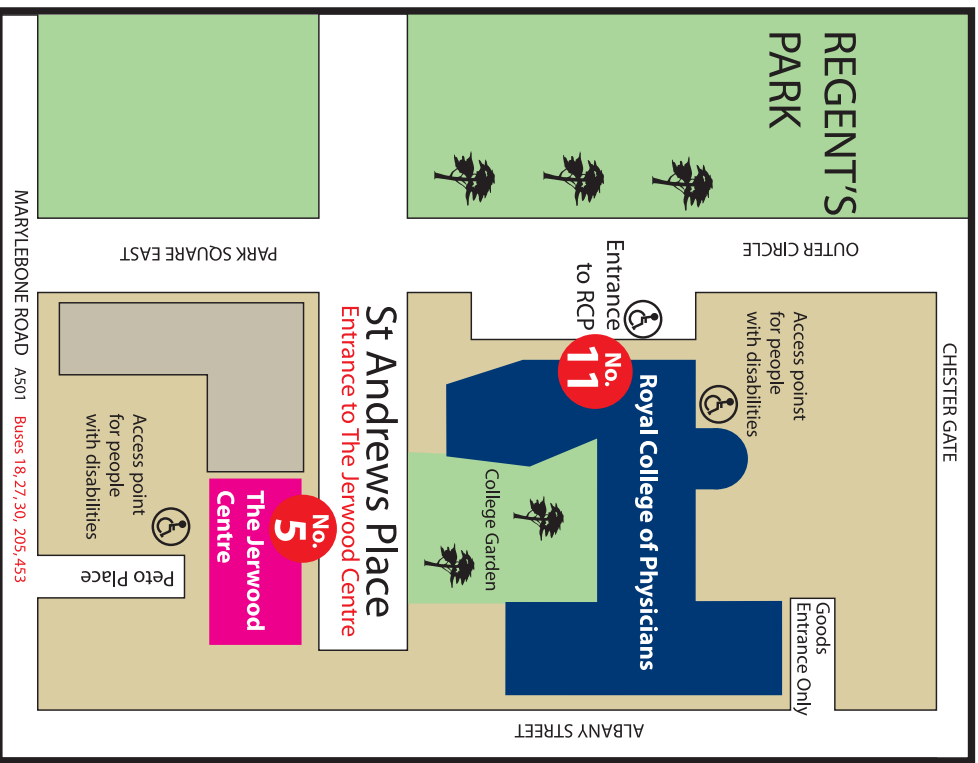 REGENT'S
PARK
OUTER CIRCLE
PARK SQUARE EAST
CHESTER GATE
Entrance
to RCP
No.
11
Royal College of Physicians
Access poinst
for people
with disabilities
Goods
Entrance Only
College Garden
St Andrews Place
Entrance to The Jerwood Centre
No.
5
The Jerwood
Centre
Access point
for people
with disabilities
Peto Place
ALBANY STREET
MARYLEBONE ROAD A501 Buses 18, 27, 30, 205, 453